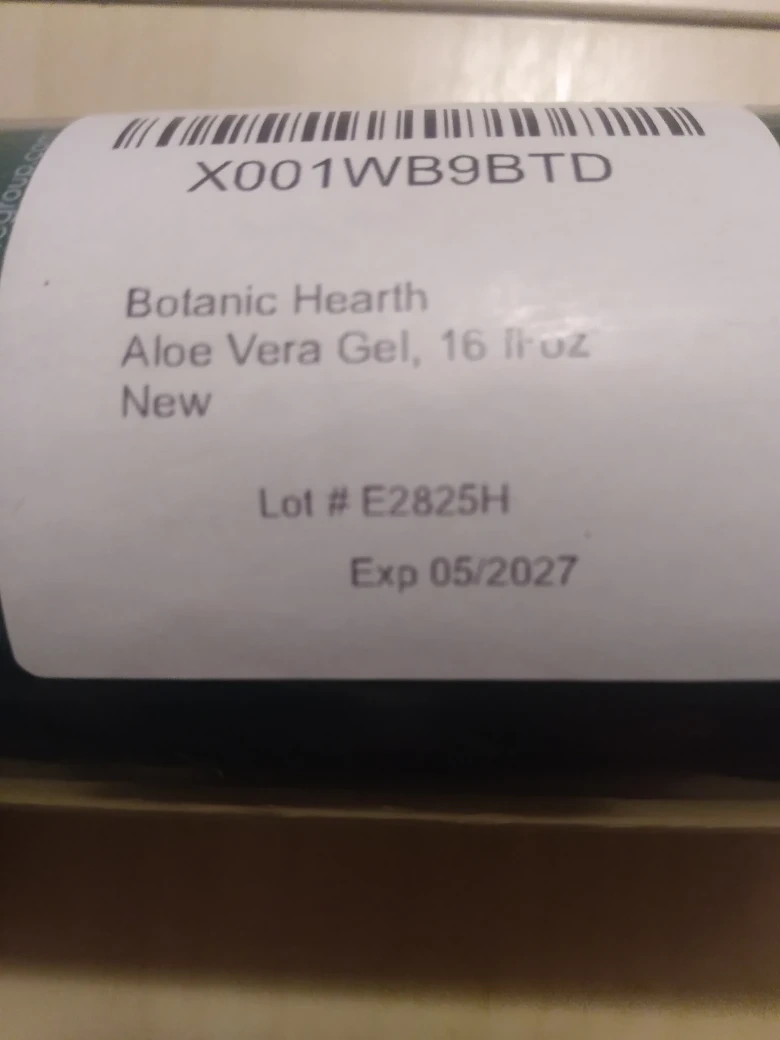 X001WB9BTD
Botanic Hearth
Aloe Vera Gel, 16 fl oz
New
Lot # E2825H
Exp 05/2027